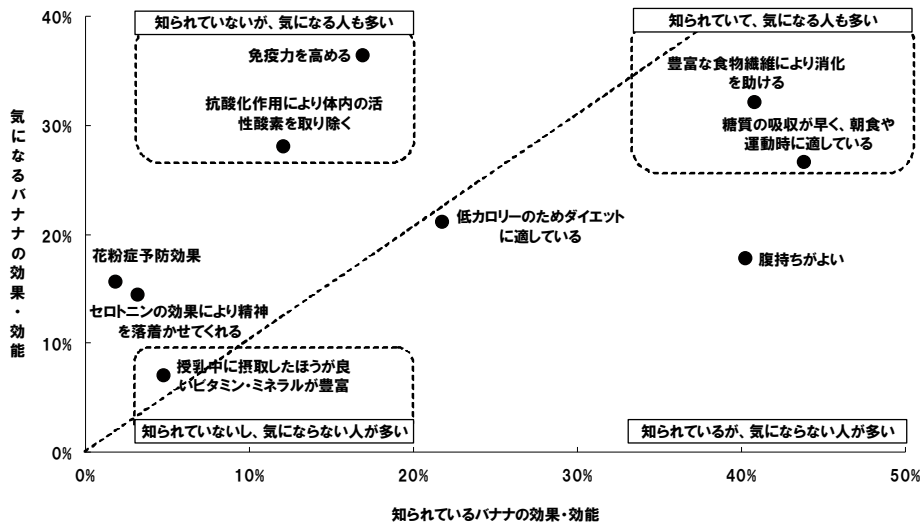 40%
知られていないが、気になる人も多い
知られていて、気になる人も多い
免疫力を高める
豊富な食物繊維により消化
を助ける
抗酸化作用により体内の活
性酸素を取り除く
糖質の吸収が早く、朝食や
運動時に適している
30%
気になるバナナの効果・効能
20%
低カロリーのためダイエット
に適している
花粉症予防効果
腹持ちがよい
セロトニンの効果により精神
を落着かせてくれる
10%
授乳中に摂取したほうが良
いビタミン・ミネラルが豊富
知られていないし、気にならない人が多い
知られているが、気にならない人が多い
0%
0%
10%
20%
30%
40%
50%
知られているバナナの効果・効能